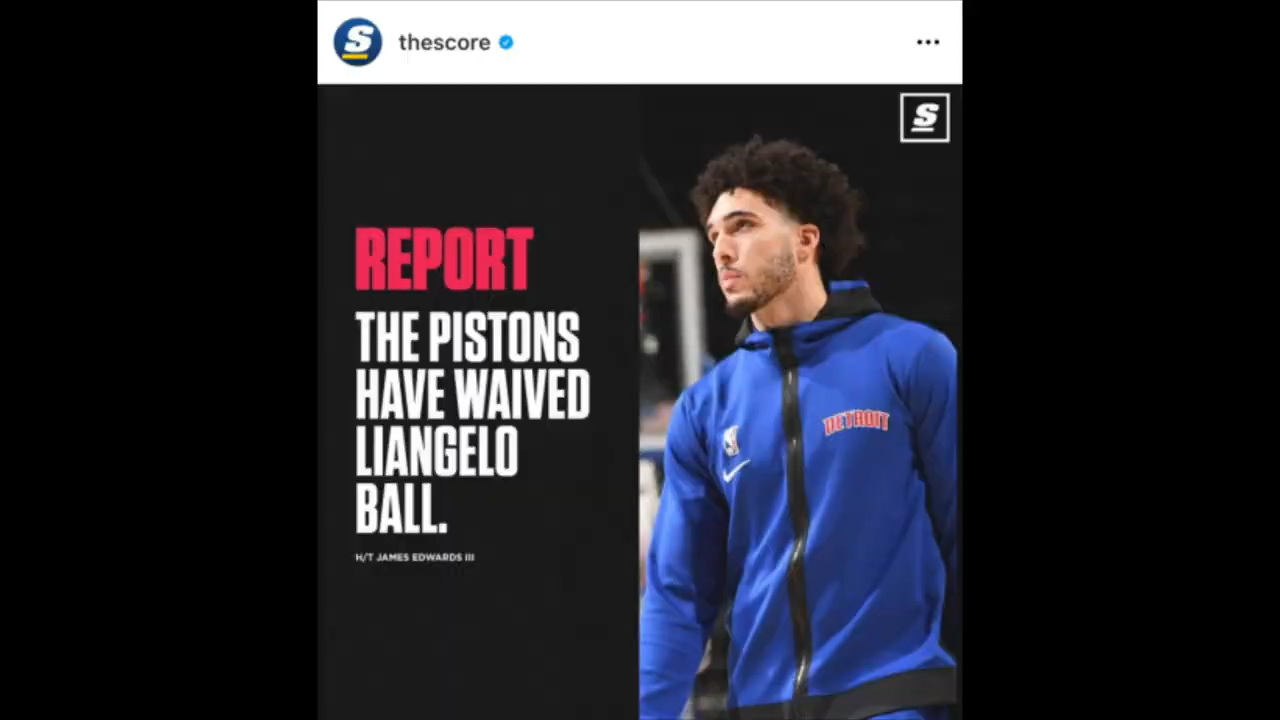 S
thescore
S
REPORT
THE PISTONS
HAVE WAIVED
LIANGELO
BALL.
H/T JAMES EDWARDS III
DETROIT